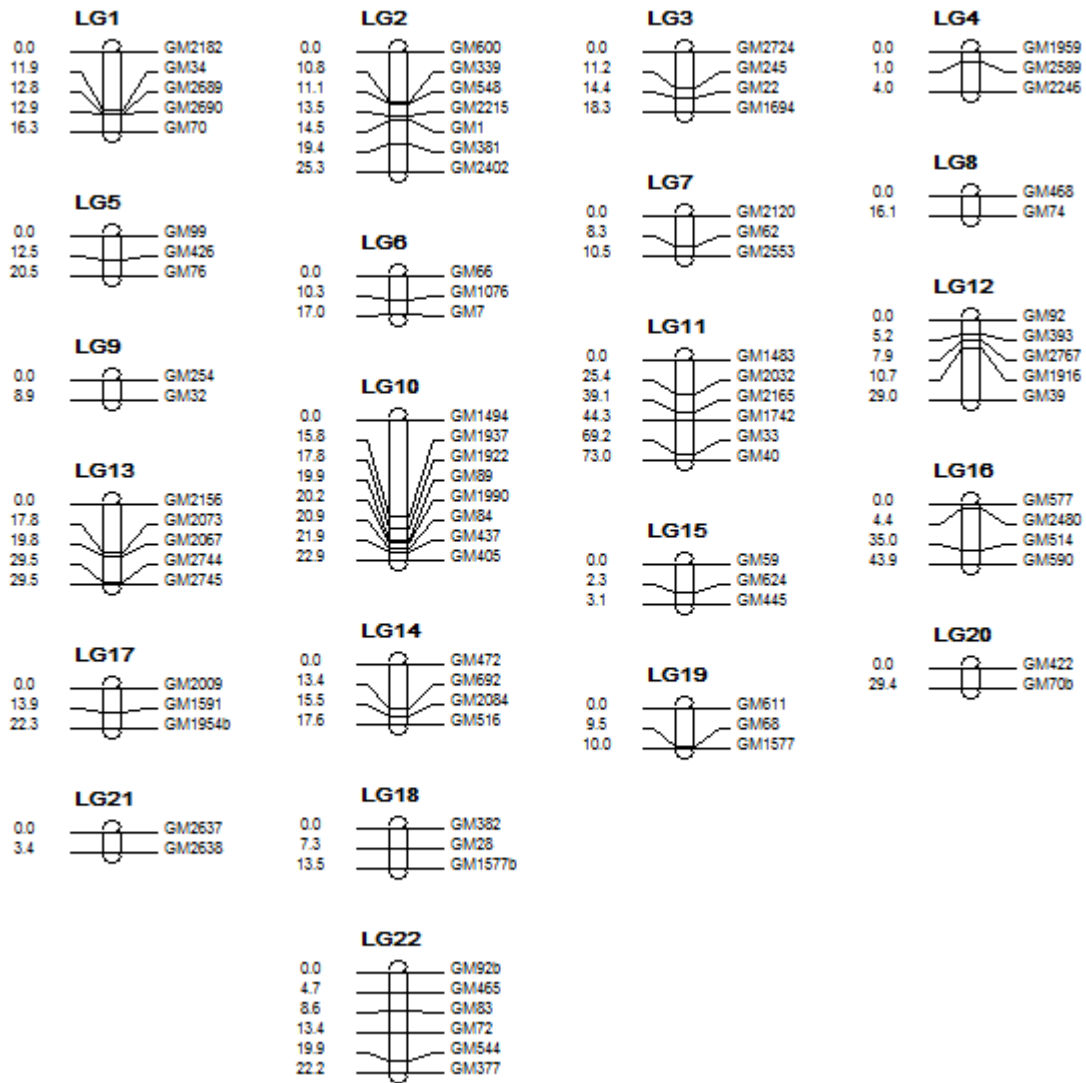 LG1
0.0 GM2182
11.9 GM34
12.8 GM2689
12.9 GM2690
16.3 GM70
LG2
0.0 GM600
10.8 GM339
11.1 GM548
13.5 GM2215
14.5 GM1
19.4 GM381
25.3 GM2402
LG3
0.0 GM2724
11.2 GM245
14.4 GM22
18.3 GM1694
LG4
0.0 GM1959
1.0 GM2589
4.0 GM2246
LG5
0.0 GM99
12.5 GM426
20.5 GM76
LG6
0.0 GM66
10.3 GM1076
17.0 GM7
LG7
0.0 GM2120
8.3 GM62
10.5 GM2553
LG8
0.0 GM468
16.1 GM74
LG9
0.0 GM254
8.9 GM32
LG10
0.0 GM1494
15.8 GM1937
17.8 GM1922
19.9 GM89
20.2 GM1990
20.9 GM84
21.9 GM437
22.9 GM405
LG11
0.0 GM1483
25.4 GM2032
39.1 GM2165
44.3 GM1742
69.2 GM33
73.0 GM40
LG12
0.0 GM92
5.2 GM393
7.9 GM2767
10.7 GM1916
29.0 GM39
LG13
0.0 GM2156
17.8 GM2073
19.8 GM2067
29.5 GM2744
29.5 GM2745
LG14
0.0 GM472
13.4 GM692
15.5 GM2084
17.6 GM516
LG15
0.0 GM59
2.3 GM624
3.1 GM445
LG16
0.0 GM577
4.4 GM2480
35.0 GM514
43.9 GM590
LG17
0.0 GM2009
13.9 GM1591
22.3 GM1954b
LG18
0.0 GM382
7.3 GM28
13.5 GM1577b
LG19
0.0 GM611
9.5 GM68
10.0 GM1577
LG20
0.0 GM422
29.4 GM70b
LG21
0.0 GM2637
3.4 GM2638
LG22
0.0 GM92b
4.7 GM465
8.6 GM83
13.4 GM72
19.9 GM544
22.2 GM377